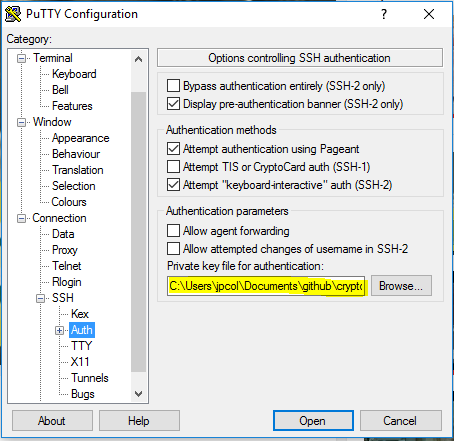 PuTTY Configuration
?
Category:
Terminal
Keyboard
Bell
Features
Window
Appearance
Behaviour
Translation
Selection
Colours
Connection
Data
Proxy
Telnet
Rlogin
SSH
Kex
Auth
TTY
X11
Tunnels
Bugs
Options controlling SSH authentication
Bypass authentication entirely (SSH-2 only)
Display pre-authentication banner (SSH-2 only)
Authentication methods
Attempt authentication using Pageant
Attempt TIS or CryptoCard auth (SSH-1)
Attempt "keyboard-interactive" auth (SSH-2)
Authentication parameters
Allow agent forwarding
Allow attempted changes of username in SSH-2
Private key file for authentication:
C:\Users\jpcol\Documents\github\crypto
Browse...
About
Help
Open
Cancel